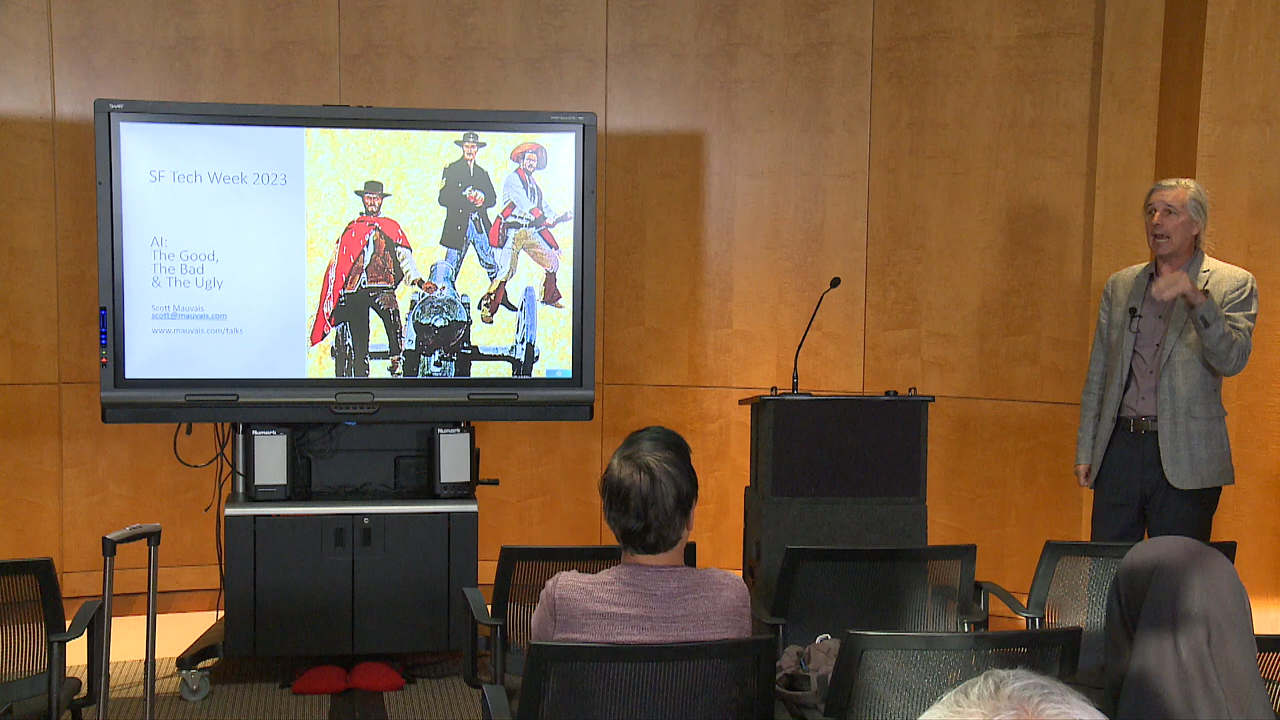 SMART
SF Tech Week 2023
AI:
The Good,
The Bad
& The Ugly
Scott Mauvais
scott@mauvais.com
www.mauvais.com/talks
Numark
Numark